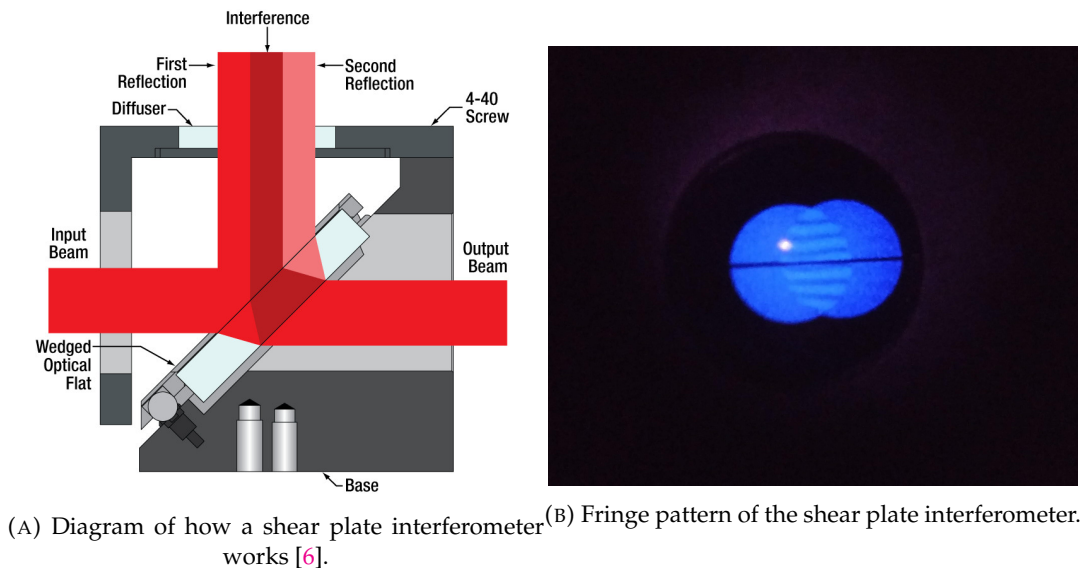 Interference
First
Reflection
Second
Reflection
Diffuser
4-40
Screw
Input
Beam
Output
Beam
Wedged
Optical
Flat
Base
(A) Diagram of how a shear plate interferometer
works [6].
(B) Fringe pattern of the shear plate interferometer.